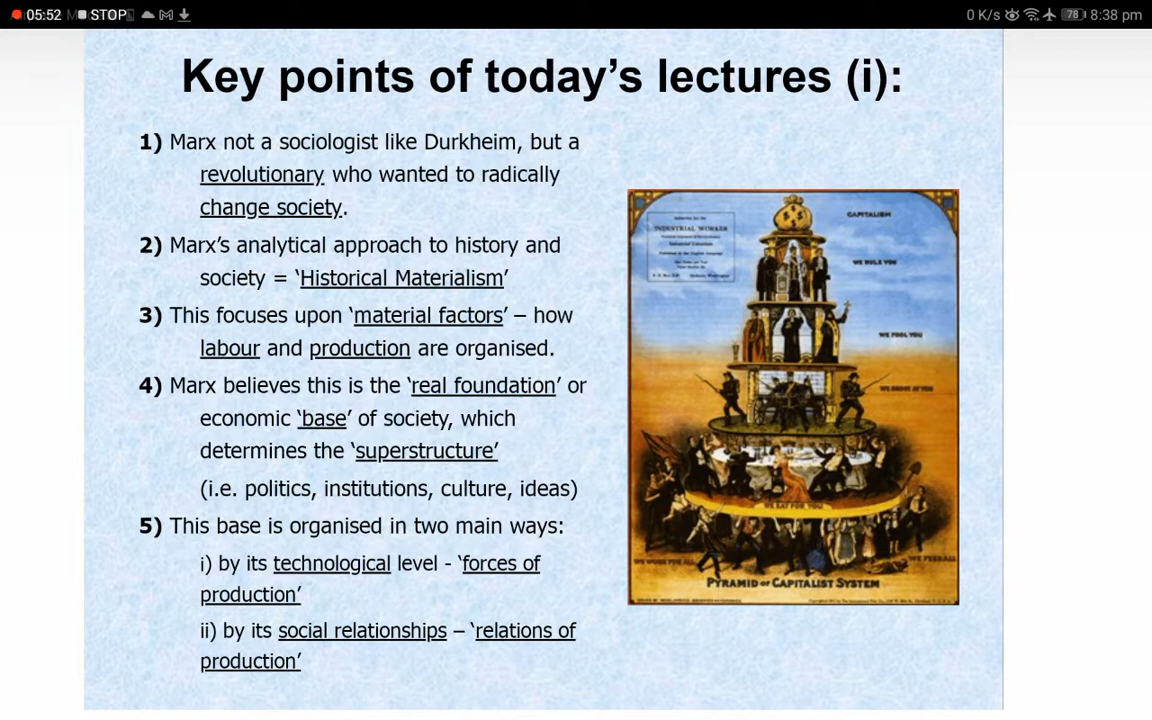 05:52 STOP
0 K/s 78 8:38 pm
Key points of today's lectures (i):
1) Marx not a sociologist like Durkheim, but a
revolutionary who wanted to radically
change society.
2) Marx's analytical approach to history and
society = 'Historical Materialism'
3) This focuses upon 'material factors' – how
labour and production are organised.
4) Marx believes this is the 'real foundation' or
economic 'base' of society, which
determines the 'superstructure'
(i.e. politics, institutions, culture, ideas)
5) This base is organised in two main ways:
i) by its technological level - 'forces of
production'
ii) by its social relationships – 'relations of
production'
INDUSTRIAL WORKER
CAPITALISM
WE RULE YOU
WE FOOL YOU
WE SHOOT AT YOU
WE EAT FOR YOU
WE WORK FOR ALL
WE FEED ALL
PYRAMID OF CAPITALIST SYSTEM